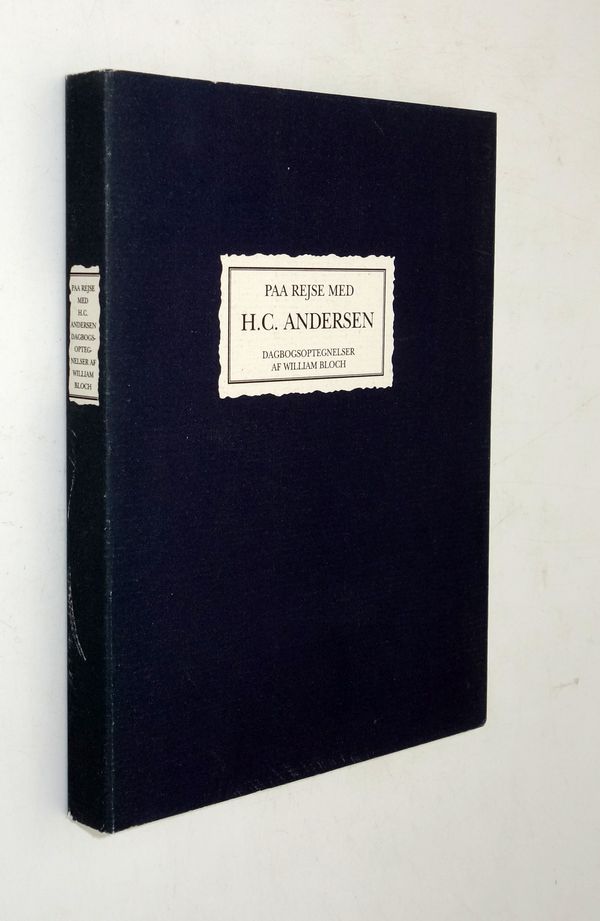 PAA REJSE
MED
H.C.
ANDERSEN
DAGBOGS-
OPTEG-
NELSER AF
WILLIAM
BLOCH
PAA REJSE MED
H.C. ANDERSEN
DAGBOGSOPTEGNELSER
AF WILLIAM BLOCH